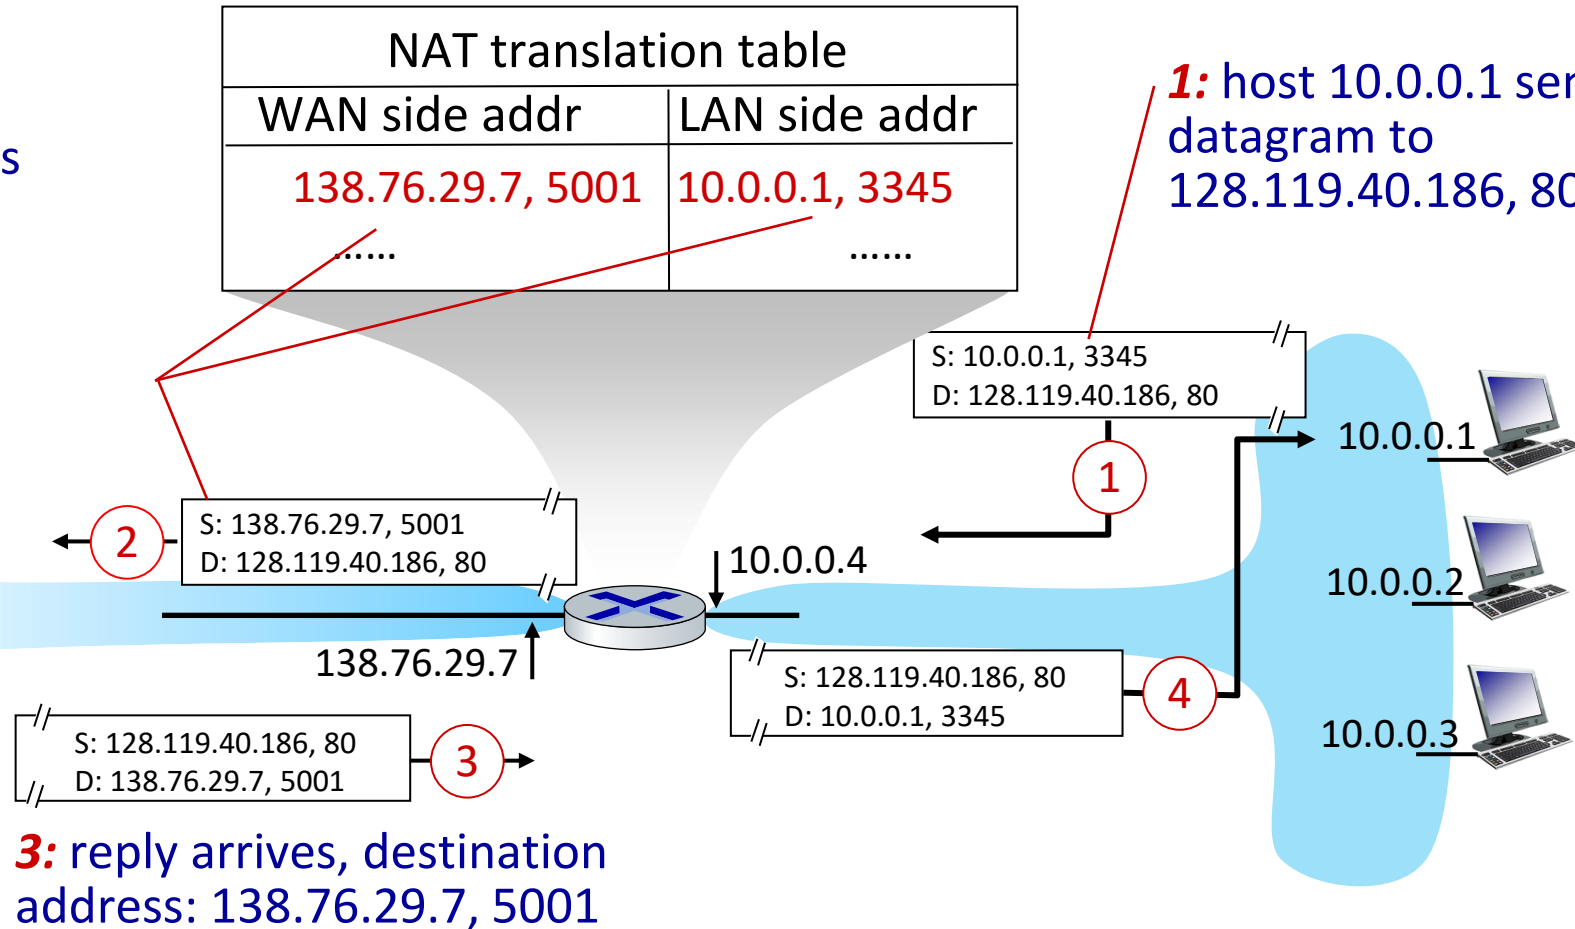 NAT translation table
WAN side addr LAN side addr
138.76.29.7, 5001 10.0.0.1, 3345
…… ……
s
1: host 10.0.0.1
datagram to
128.119.40.186, 80
S: 10.0.0.1, 3345
D: 128.119.40.186, 80
1
10.0.0.1
S: 138.76.29.7, 5001
D: 128.119.40.186, 80
2
10.0.0.4
10.0.0.2
138.76.29.7
S: 128.119.40.186, 80
D: 10.0.0.1, 3345
4
10.0.0.3
S: 128.119.40.186, 80
D: 138.76.29.7, 5001
3
3: reply arrives, destination
address: 138.76.29.7, 5001